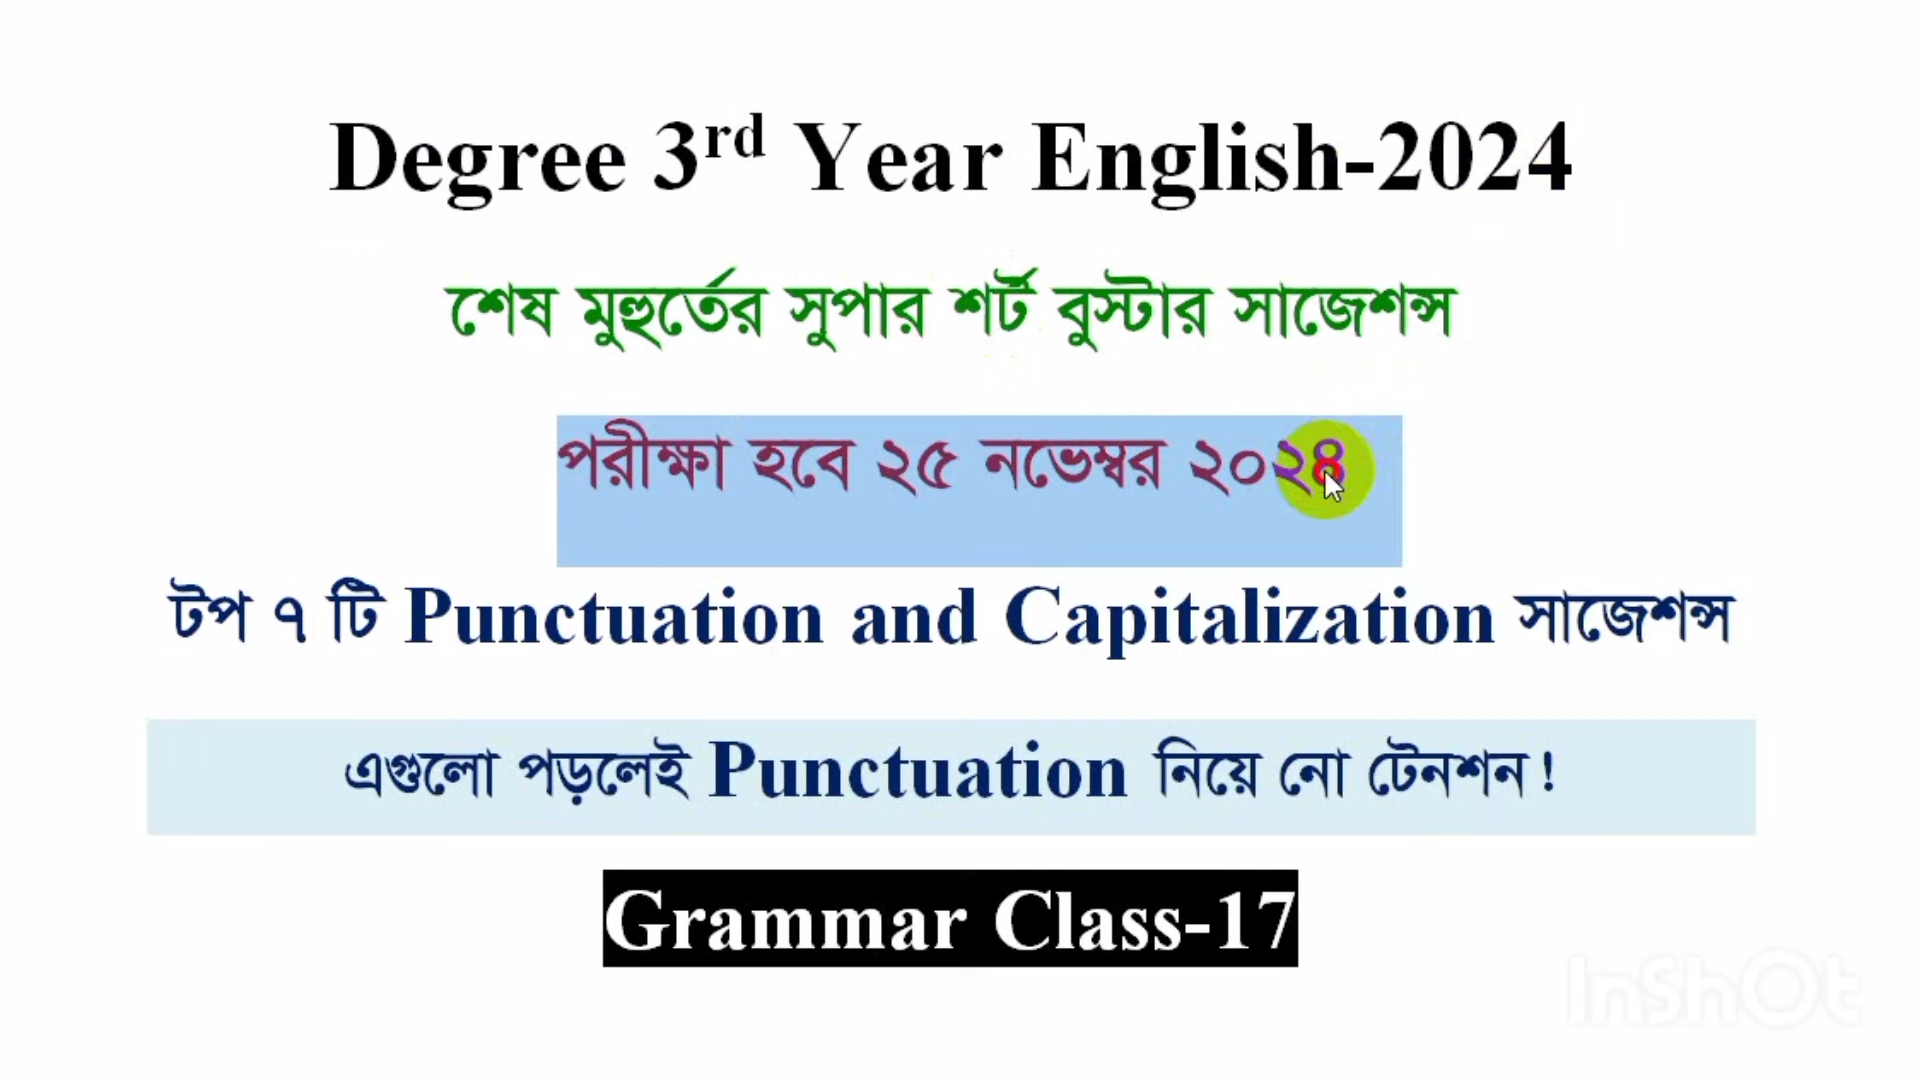 Degree 3rd Year English-2024
শেষ মুহুর্তের সুপার শর্ট বুস্টার সাজেশন্স
পরীক্ষা হবে ২৫ নভেম্বর ২০২৪
টপ ৭ টি Punctuation and Capitalization সাজেশন্স
এগুলো পড়লেই Punctuation নিয়ে নো টেনশন!
Grammar Class-17
InShOt